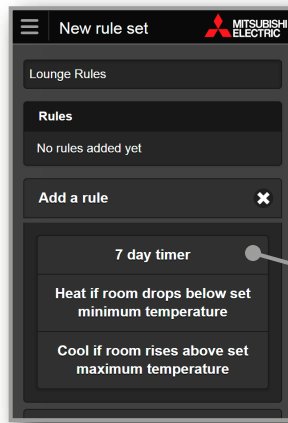 New rule set
MITSUBISHI
ELECTRIC
Lounge Rules
Rules
No rules added yet
Add a rule
7 day timer
Heat if room drops below set
minimum temperature
Cool if room rises above set
maximum temperature